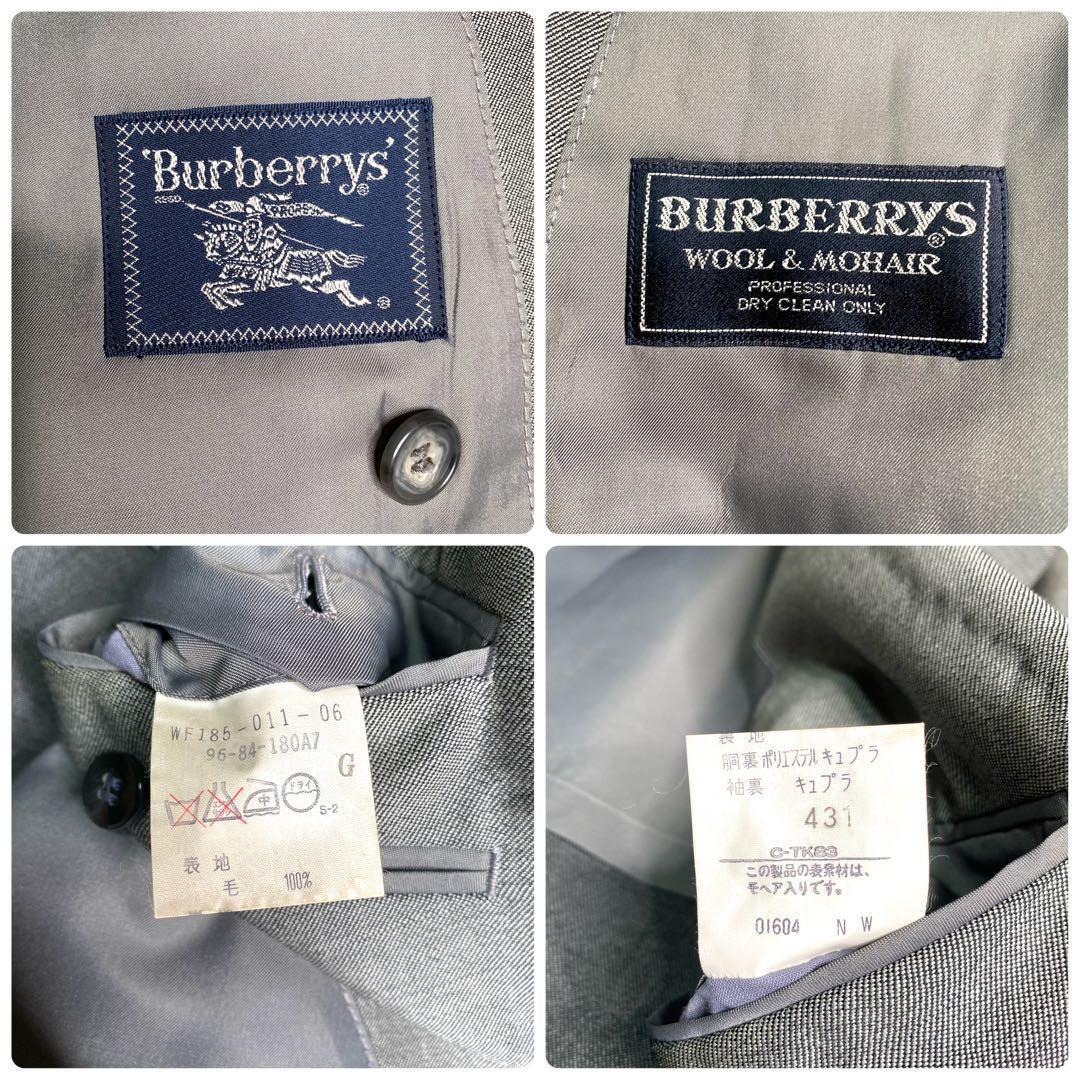 'Burberrys'
REGD
®
®
BURBERRYS
®
WOOL & MOHAIR
PROFESSIONAL
DRY CLEAN ONLY
WF185-011-06
96-84-180A7
G
中 ドライ
S-2
表地
毛 100%
表地
胴裏 ポリエステル キュプラ
袖裏 キュプラ
431
C-TK83
この製品の表素材は、
モヘア入りです。
01604 N W